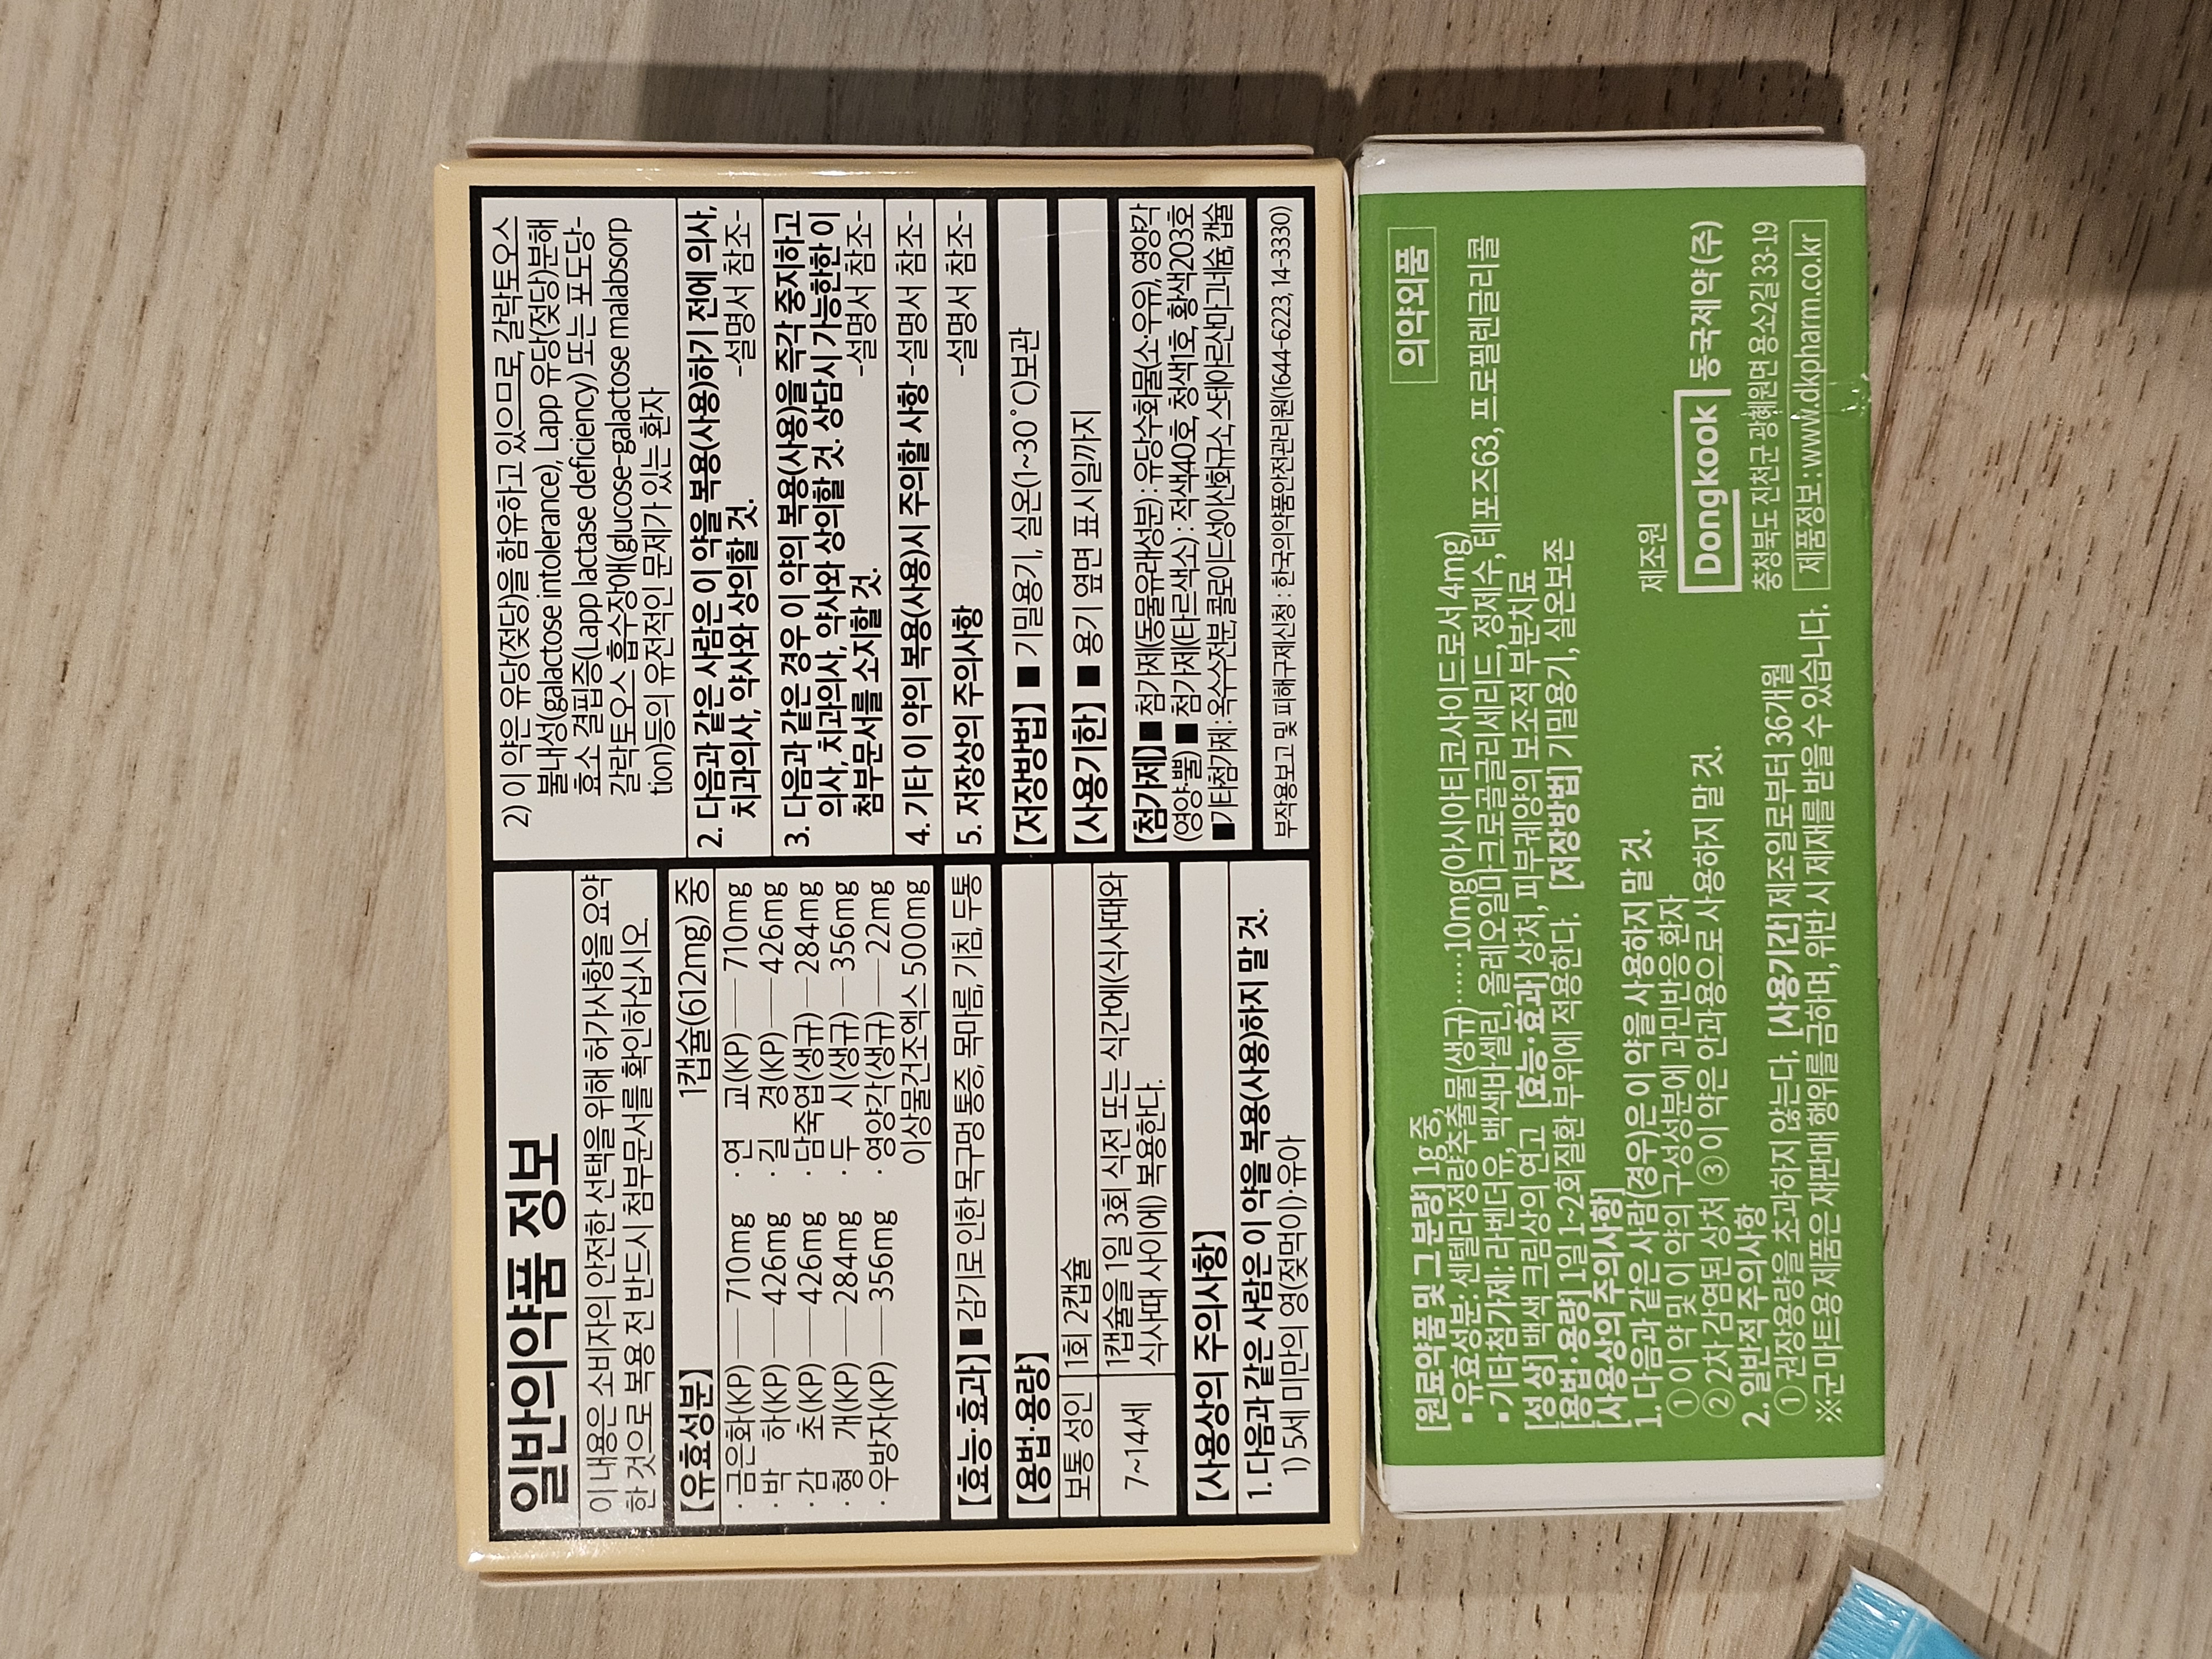 일반의약품 정보
이 내용은 소비자의 안전한 선택을 위해 허가사항을 요약
한 것으로 복용 전 반드시 첨부문서를 확인하십시오.
【유효성분】 1캡슐(612mg) 중
· 금은화(KP)──710mg · 연 교(KP)──710mg
· 박 하(KP)──426mg · 길 경(KP)──426mg
· 감 초(KP)──426mg · 담죽엽(생규)─284mg
· 형 개(KP)──284mg · 두 시(생규)─356mg
· 우방자(KP)─356mg · 영양각(생규)──22mg
이상물건조엑스 500mg
【효능·효과】 ■ 감기로 인한 목구멍 통증, 목마름, 기침, 두통
【용법·용량】
보통 성인 1회 2캡슐
7~14세 1캡슐을 1일 3회 식전 또는 식간에(식사때와
식사때 사이에) 복용한다.
【사용상의 주의사항】
1. 다음과 같은 사람은 이 약을 복용(사용)하지 말 것.
1) 5세 미만의 영(젖먹이)·유아
2) 이 약은 유당(젖당)을 함유하고 있으므로, 갈락토오스
불내성(galactose intolerance), Lapp 유당(젖당)분해
효소 결핍증(Lapp lactase deficiency) 또는 포도당-
갈락토오스 흡수장애(glucose-galactose malabsorp
tion)등의 유전적인 문제가 있는 환자
2. 다음과 같은 사람은 이 약을 복용(사용)하기 전에 의사,
치과의사, 약사와 상의할 것. -설명서 참조-
3. 다음과 같은 경우 이 약의 복용(사용)을 즉각 중지하고
의사, 치과의사, 약사와 상의할 것. 상담시 가능한한 이
첨부문서를 소지할 것. -설명서 참조-
4. 기타 이 약의 복용(사용)시 주의할 사항 -설명서 참조-
5. 저장상의 주의사항 -설명서 참조-
【저장방법】 ■ 기밀용기, 실온(1~30˚C)보관
【사용기한】 ■ 용기 옆면 표시일까지
【첨가제】 ■ 첨가제(동물유래성분) : 유당수화물(소·우유), 영양각
(영양·뿔) ■ 첨가제(타르색소) : 적색40호, 청색1호, 황색203호
■ 기타첨가제 : 옥수수전분, 콜로이드성이산화규소, 스테아르산마그네슘, 캡슐
부작용보고 및 피해구제신청 : 한국의약품안전관리원(1644-6223, 14-3330)
의약외품
[원료약품 및 그 분량] 1g 중,
▪ 유효성분: 센텔라정량추출물(생규)……10mg(아시아티코사이드로서 4mg)
▪ 기타첨가제: 라벤더유, 백색바셀린, 올레오일마크로골글리세리드, 정제수, 테포즈63, 프로필렌글리콜
[성 상] 백색 크림상의 연고 [효능·효과] 상처, 피부궤양의 보조적 부분치료
[용법·용량] 1일 1~2회 질환 부위에 적용한다. [저장방법] 기밀용기, 실온보존
[사용상의 주의사항]
1. 다음과 같은 사람(경우)은 이 약을 사용하지 말 것.
① 이 약 및 이 약의 구성성분에 과민반응 환자
② 2차 감염된 상처 ③ 이 약은 안과용으로 사용하지 말 것.
2. 일반적 주의사항
① 권장용량을 초과하지 않는다. [사용기간] 제조일로부터 36개월
※군 마트용 제품은 재판매 행위를 금하며, 위반 시 제재를 받을 수 있습니다.
제조원
Dongkook 동국제약(주)
충청북도 진천군 광혜원면 용소2길 33-19
제품정보 : www.dkpharm.co.kr